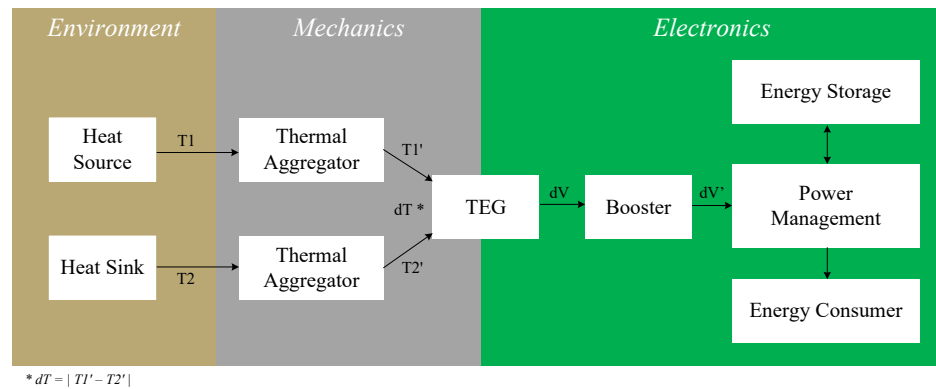 Environment
Mechanics
Electronics
Heat
Source
T1
Thermal
Aggregator
T1'
Heat Sink
T2
Thermal
Aggregator
T2'
dT *
TEG
dV
Booster
dV’
Energy Storage
Power
Management
Energy Consumer
* dT = | T1' – T2' |